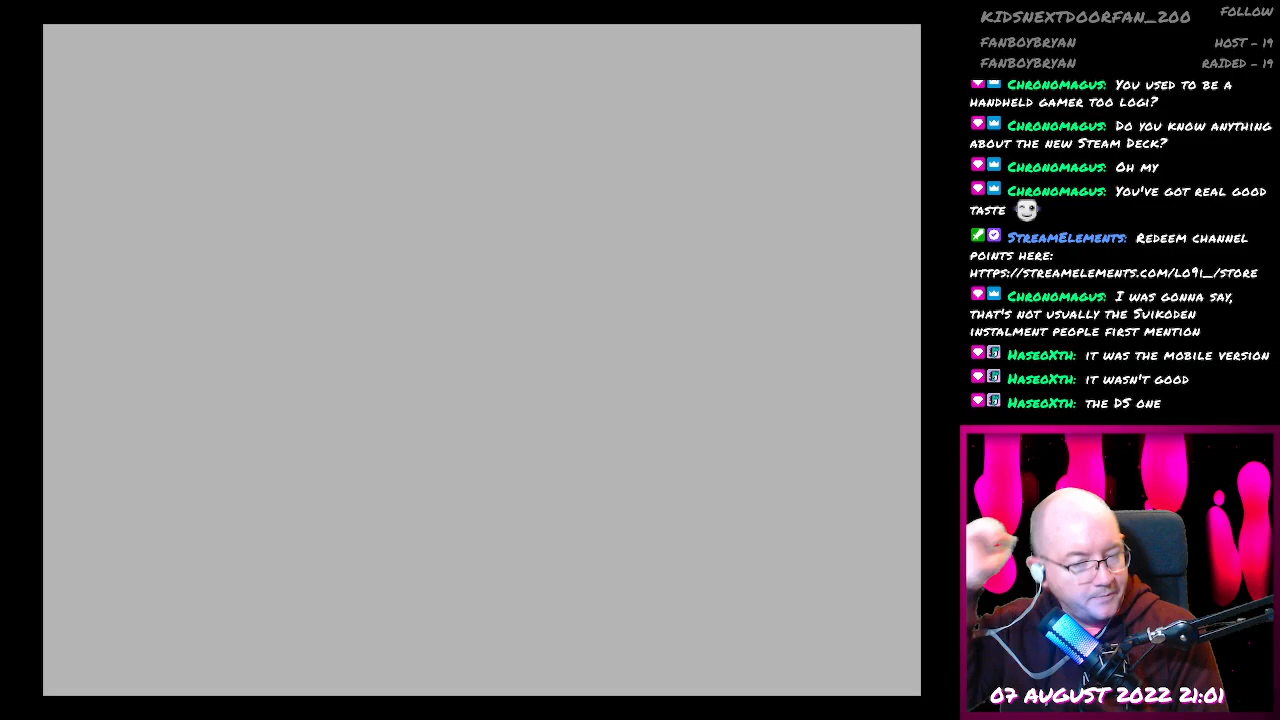 KIDSNEXTDOORFAN_200 FOLLOW
FANBOYBRYAN HOST - 19
FANBOYBRYAN RAIDED - 19
CHRONOMAGUS: YOU USED TO BE A
HANDHELD GAMER TOO LOGI?
CHRONOMAGUS: DO YOU KNOW ANYTHING
ABOUT THE NEW STEAM DECK?
CHRONOMAGUS: OH MY
CHRONOMAGUS: YOU'VE GOT REAL GOOD
TASTE
STREAMELEMENTS: REDEEM CHANNEL
POINTS HERE:
HTTPS://STREAMELEMENTS.COM/LO9I_/STORE
CHRONOMAGUS: I WAS GONNA SAY,
THAT'S NOT USUALLY THE SUIKODEN
INSTALMENT PEOPLE FIRST MENTION
HASEOXTH: IT WAS THE MOBILE VERSION
HASEOXTH: IT WASN'T GOOD
HASEOXTH: THE DS ONE
07 AUGUST 2022 21:01